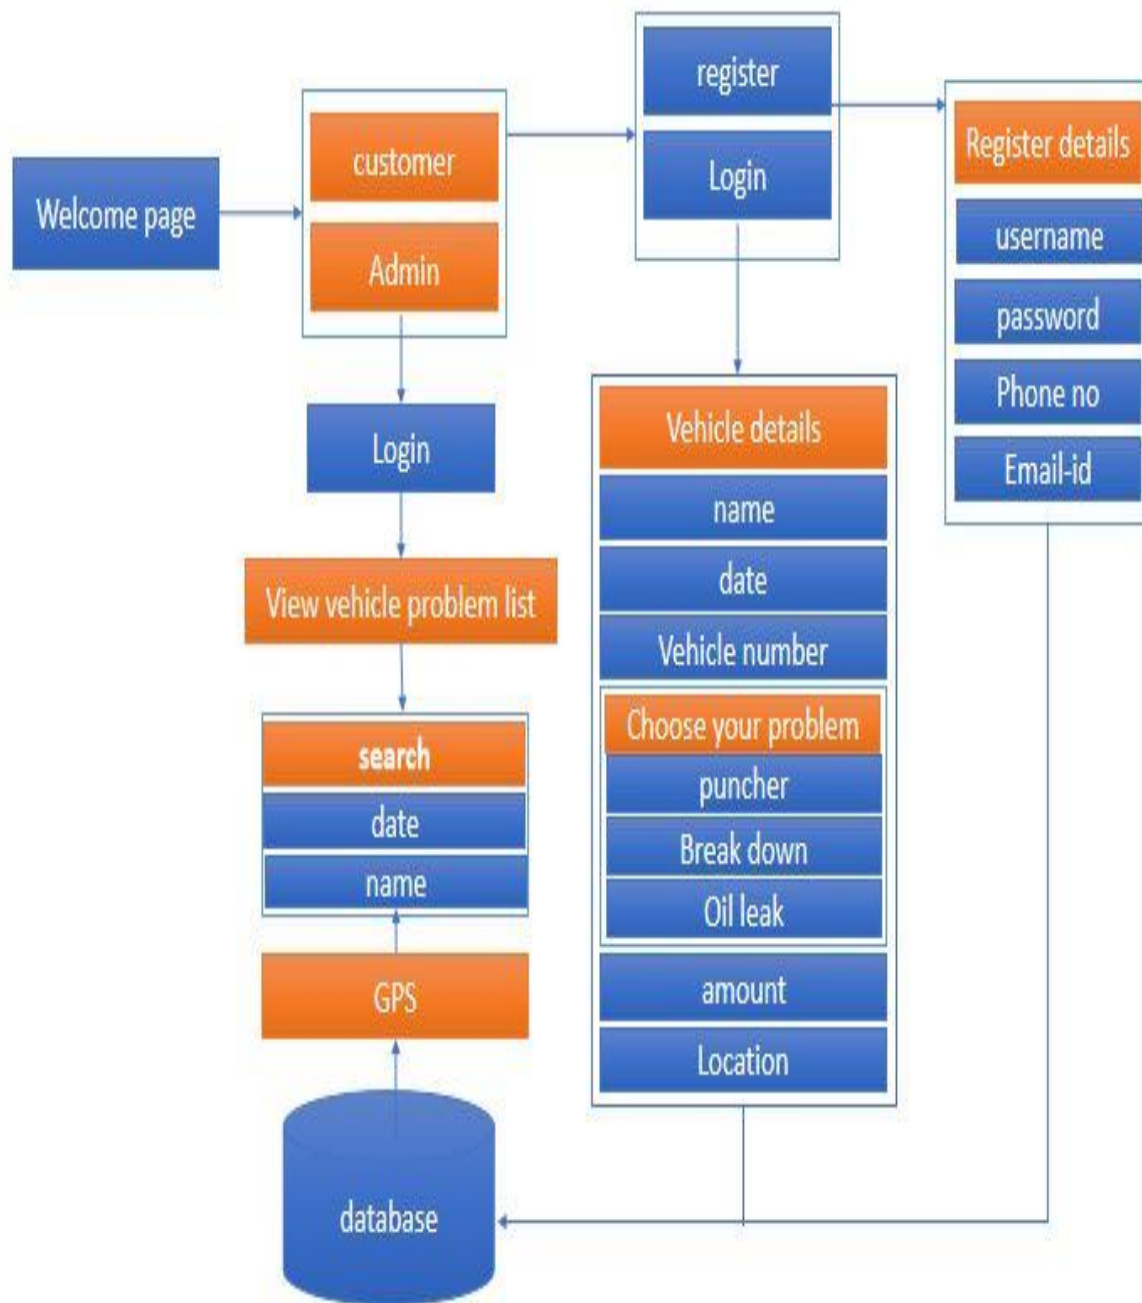 Welcome page
customer
Admin
register
Login
Register details
username
password
Phone no
Email-id
Login
View vehicle problem list
search
date
name
GPS
database
Vehicle details
name
date
Vehicle number
Choose your problem
puncher
Break down
Oil leak
amount
Location